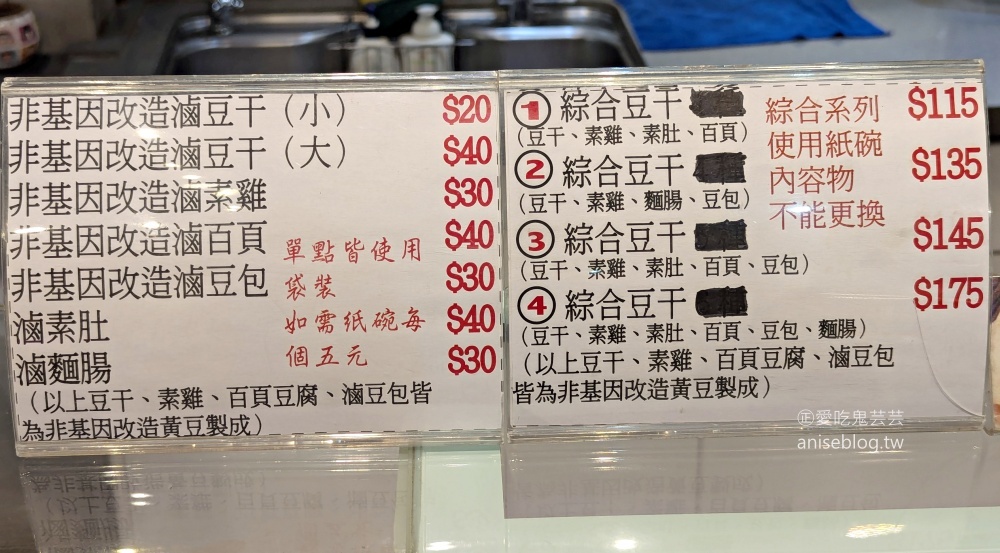 非基因改造滷豆干（小） $20
非基因改造滷豆干（大） $40
非基因改造滷素雞 $30
非基因改造滷百頁 $40
非基因改造滷豆包 $30
滷素肚 $40
滷麵腸 $30
單點皆使用
袋裝
如需紙碗每
個五元
（以上豆干、素雞、百頁豆腐、滷豆包皆
為非基因改造黃豆製成）
① 綜合豆干 $115
（豆干、素雞、素肚、百頁）
② 綜合豆干 $135
（豆干、素雞、麵腸、豆包）
③ 綜合豆干 $145
（豆干、素雞、素肚、百頁、豆包）
④ 綜合豆干 $175
（豆干、素雞、素肚、百頁、豆包、麵腸）
（以上豆干、素雞、百頁豆腐、滷豆包
皆為非基因改造黃豆製成）
綜合系列
使用紙碗
內容物
不能更換
㊣愛吃鬼芸芸
aniseblog.tw